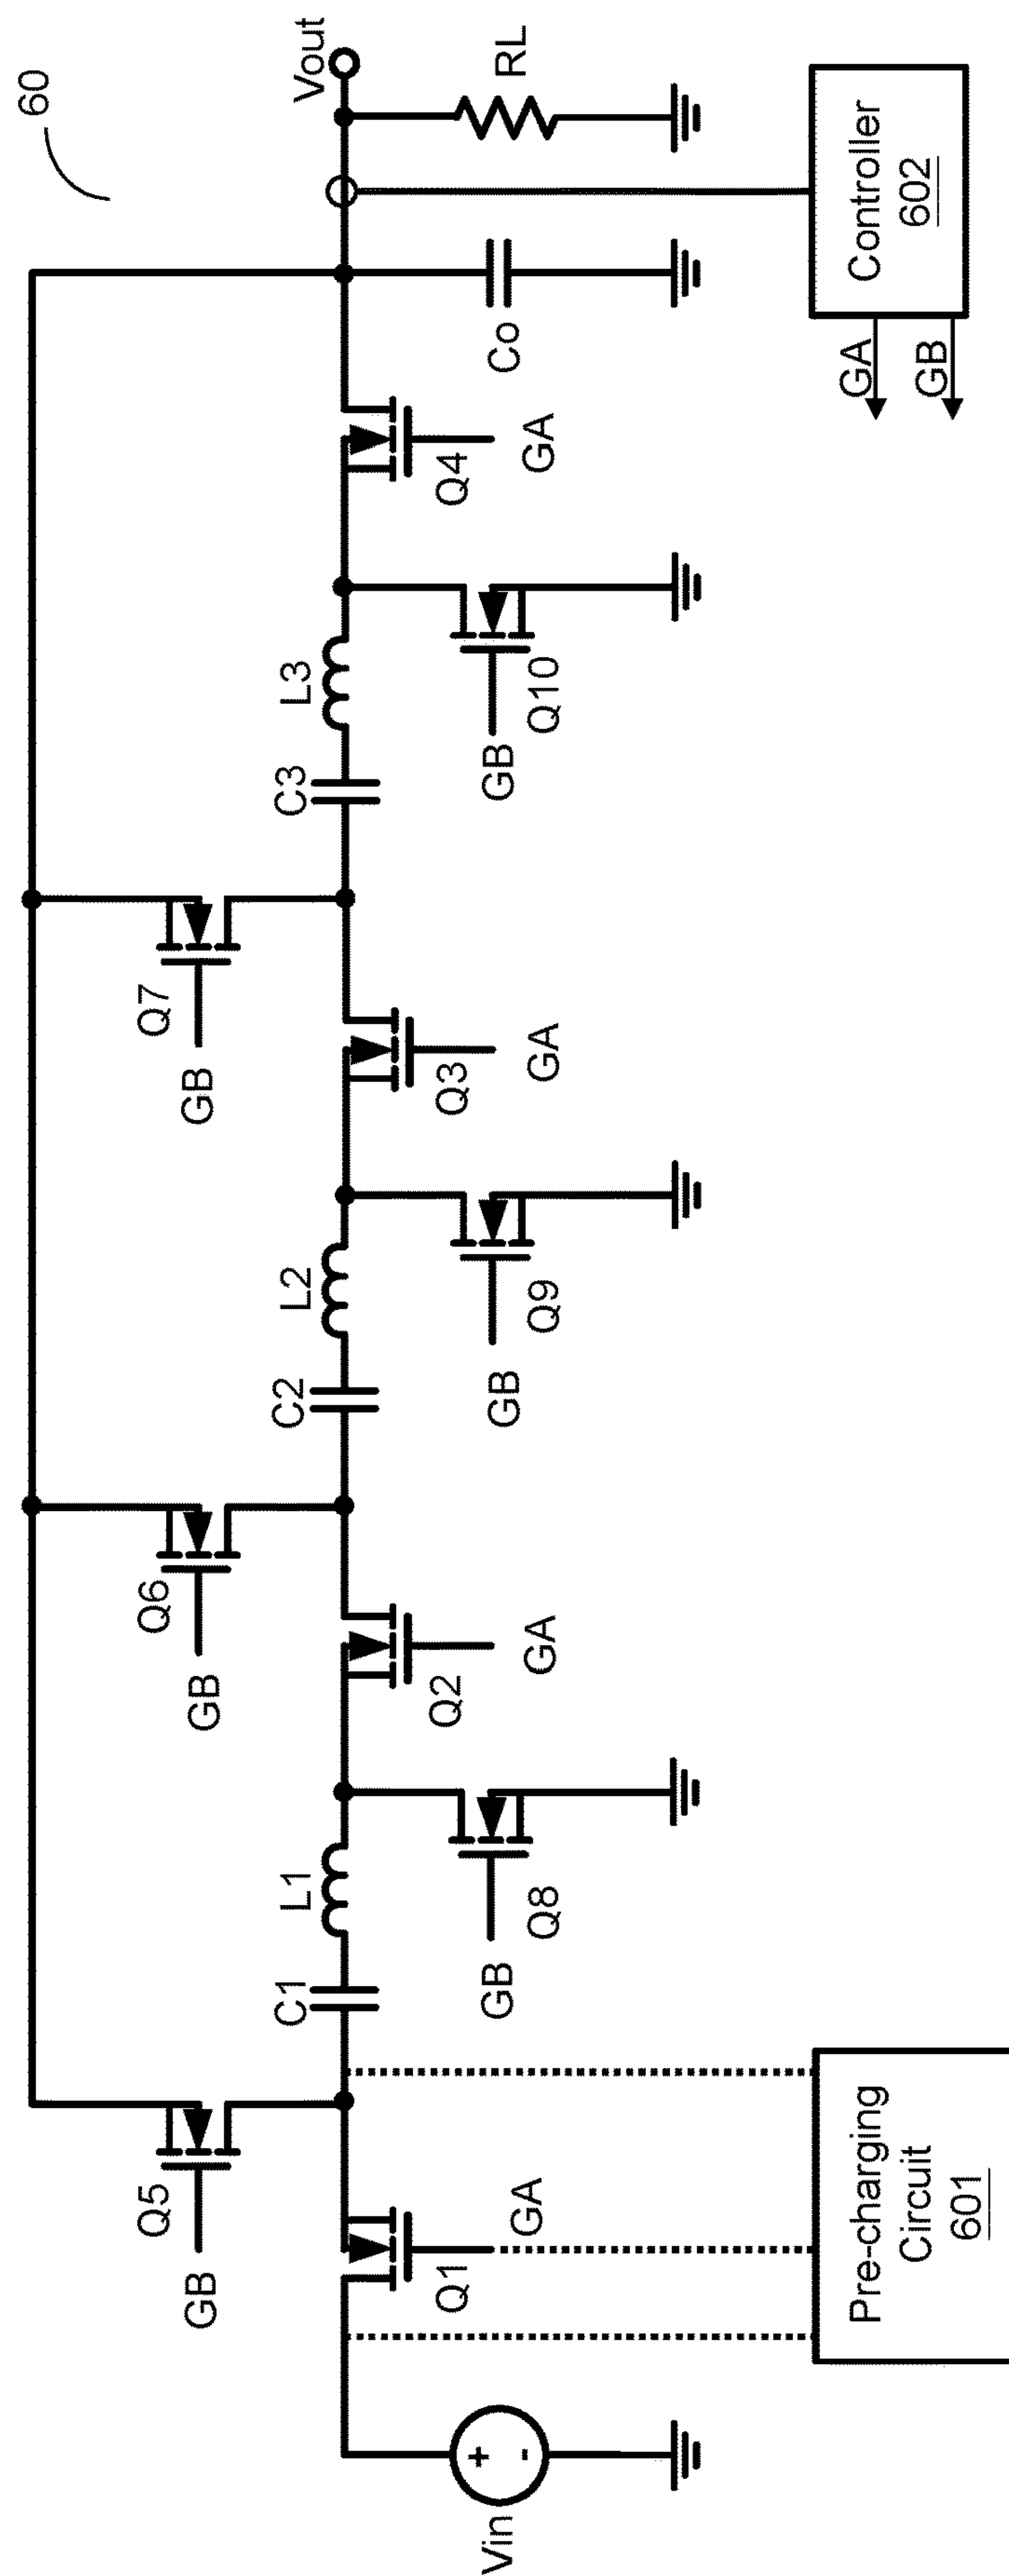 60
Vout
Q5
GB
Q6
GB
Q7
GB
C1
L1
C2
L2
C3
L3
RL
Co
Vin
+
-
Q1
GA
Q2
GA
Q3
GA
Q4
GA
GB
Q8
GB
Q9
GB
Q10
GA
GB
Pre-charging
Circuit
601
Controller
602